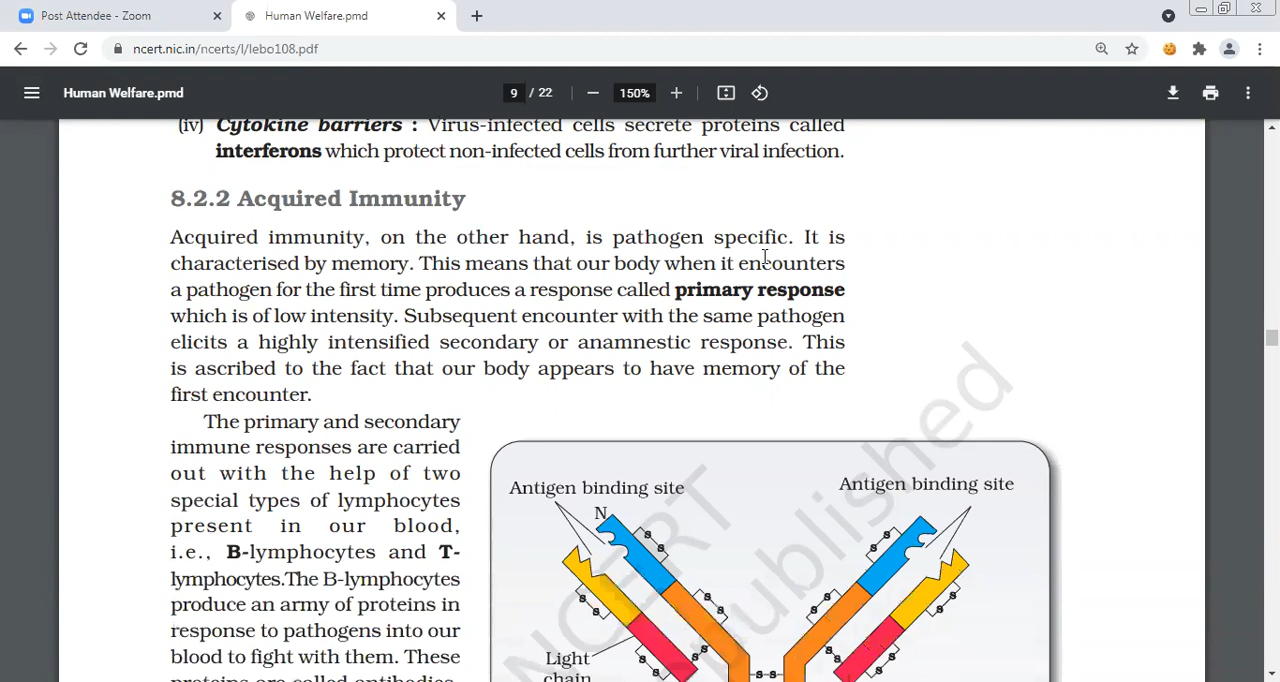 Post Attendee - Zoom
Human Welfare.pmd
ncert.nic.in/ncerts/l/lebo108.pdf
Human Welfare.pmd
9 / 22
150%
(iv) Cytokine barriers : Virus-infected cells secrete proteins called
interferons which protect non-infected cells from further viral infection.
8.2.2 Acquired Immunity
Acquired immunity, on the other hand, is pathogen specific. It is
characterised by memory. This means that our body when it encounters
a pathogen for the first time produces a response called primary response
which is of low intensity. Subsequent encounter with the same pathogen
elicits a highly intensified secondary or anamnestic response. This
is ascribed to the fact that our body appears to have memory of the
first encounter.
The primary and secondary
immune responses are carried
out with the help of two
special types of lymphocytes
present in our blood,
i.e., B-lymphocytes and T-
lymphocytes.The B-lymphocytes
produce an army of proteins in
response to pathogens into our
blood to fight with them. These
proteins are called antibodies.
Antigen binding site
Antigen binding site
N
s s
s s
s s
s s
s s
s s
s s
s s
s-s
Light
chain
NCERT
republished